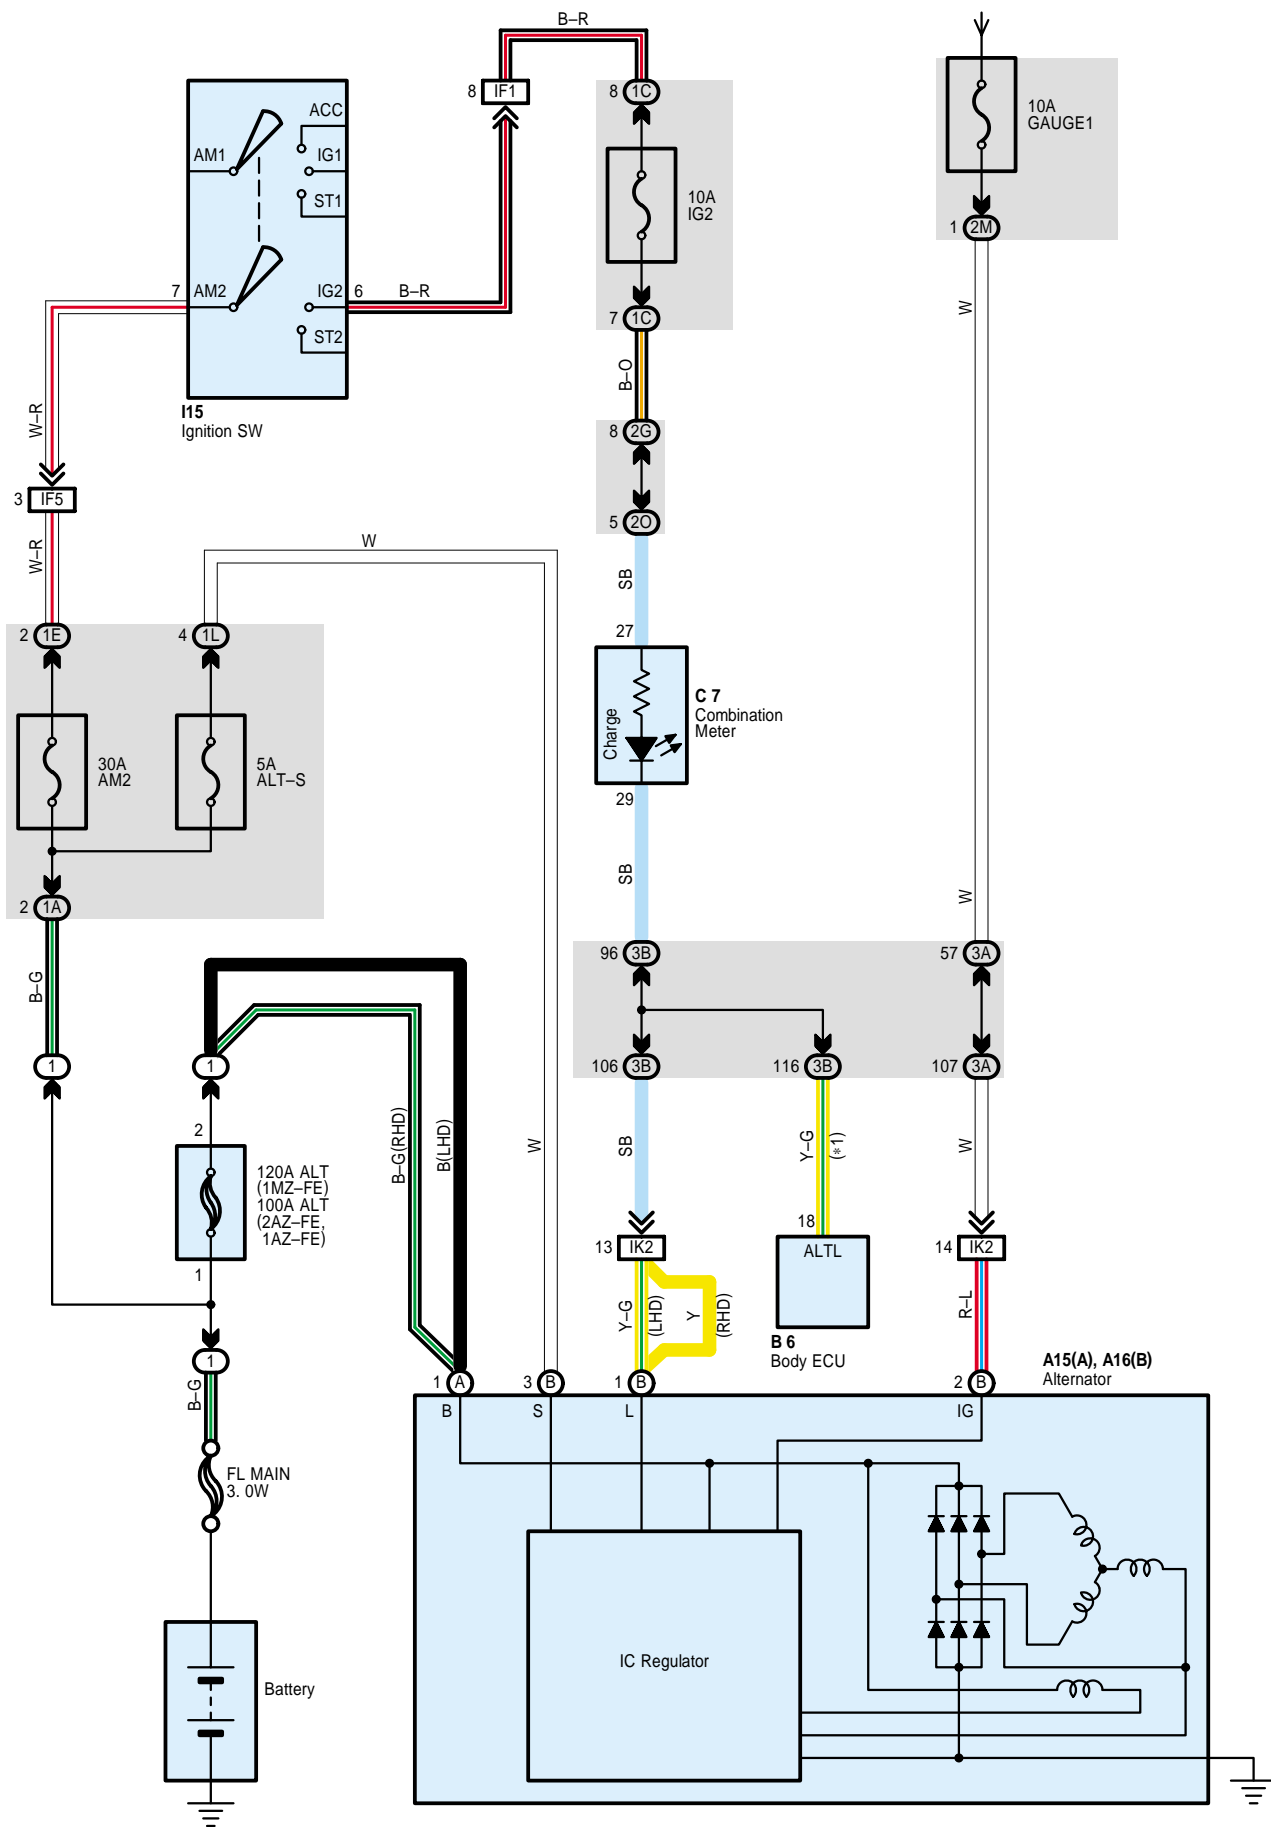 B–R
8 IF1
8 1C
10A
GAUGE1
ACC
AM1
IG1
ST1
10A
IG2
1 2M
7 AM2
IG2 6
B–R
ST2
7 1C
W
I15
Ignition SW
W–R
B–O
8 2G
3 IF5
5 2O
W
W–R
SB
2 1E
4 1L
27
C 7
Combination
Meter
Charge
30A
AM2
5A
ALT–S
29
SB
W
2 1A
96 3B
57 3A
B–G
1
1
106 3B
116 3B
107 3A
B–G(RHD)
B(LHD)
W
SB
Y–G
(*1)
W
2
120A ALT
(1MZ–FE)
100A ALT
(2AZ–FE,
1AZ–FE)
1
18
13 IK2
ALTL
14 IK2
Y–G
(LHD)
Y
(RHD)
R–L
B 6
Body ECU
1
A15(A), A16(B)
Alternator
B–G
1 A
3 B
1 B
2 B
B
S
L
IG
FL MAIN
3. 0W
IC Regulator
Battery